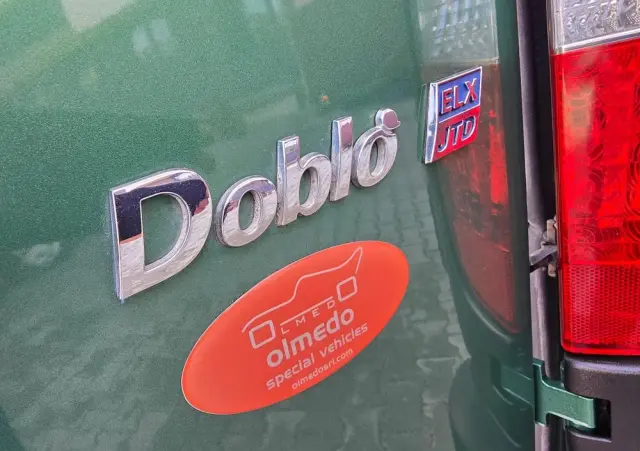 Doblò
ELX
JTD
OLMEDO
olmedo
special vehicles
olmedosrl.com